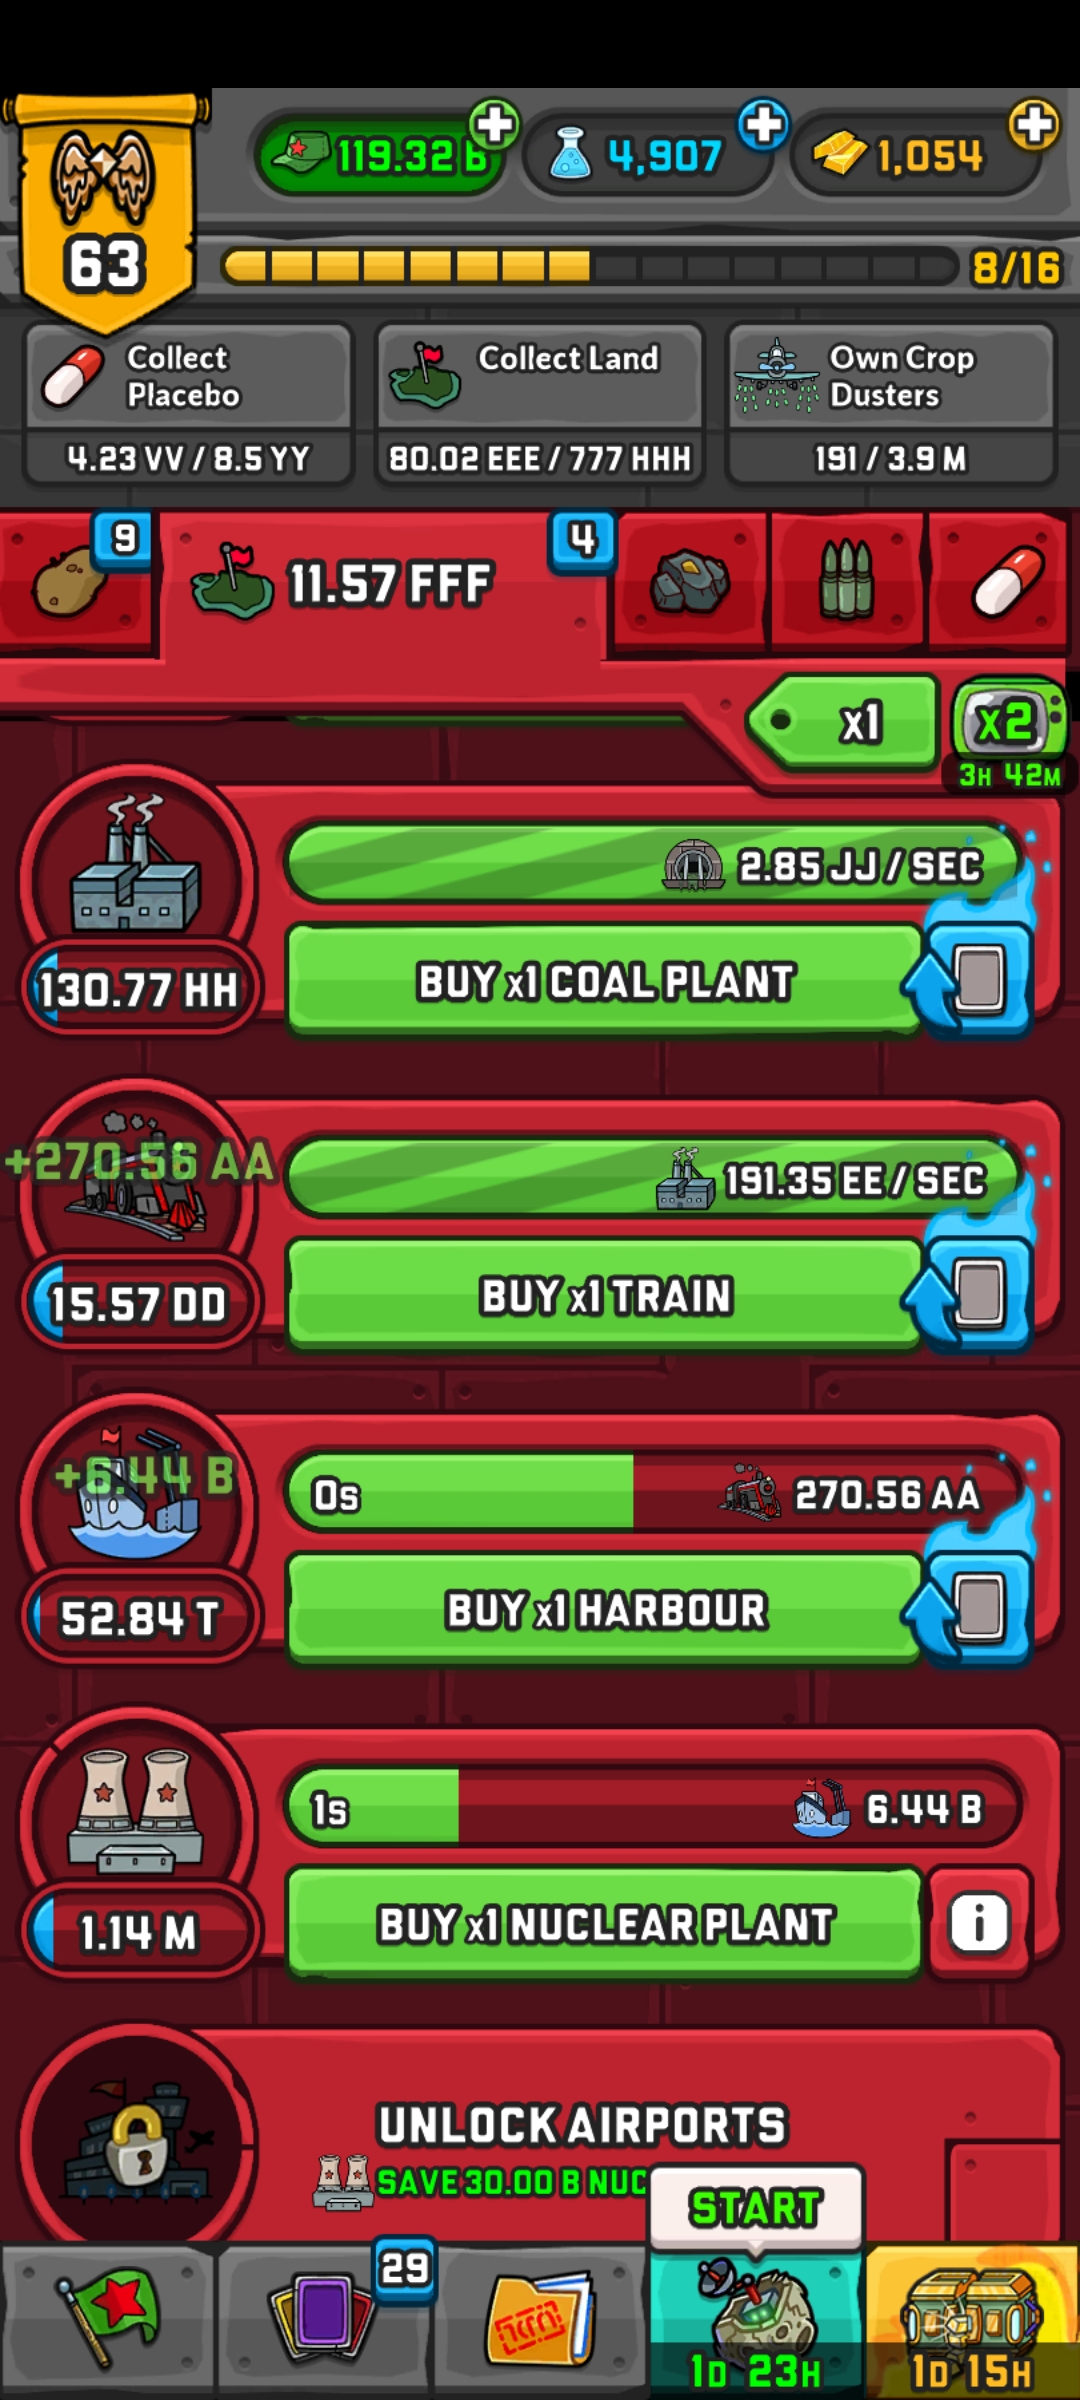 63
119.32 B
4,907
1,054
8/16
Collect
Placebo
4.23 VV / 8.5 YY
Collect Land
80.02 EEE / 777 HHH
Own Crop
Dusters
191 / 3.9 M
9
11.57 FFF
4
x1
x2
3H 42M
2.85 JJ / SEC
130.77 HH
BUY x1 COAL PLANT
+270.56 AA
191.35 EE / SEC
15.57 DD
BUY x1 TRAIN
+6.44 B
0s
270.56 AA
52.84 T
BUY x1 HARBOUR
1s
6.44 B
1.14 M
BUY x1 NUCLEAR PLANT
i
UNLOCK AIRPORTS
SAVE 30.00 B NUC
START
29
1D 23H
1D 15H